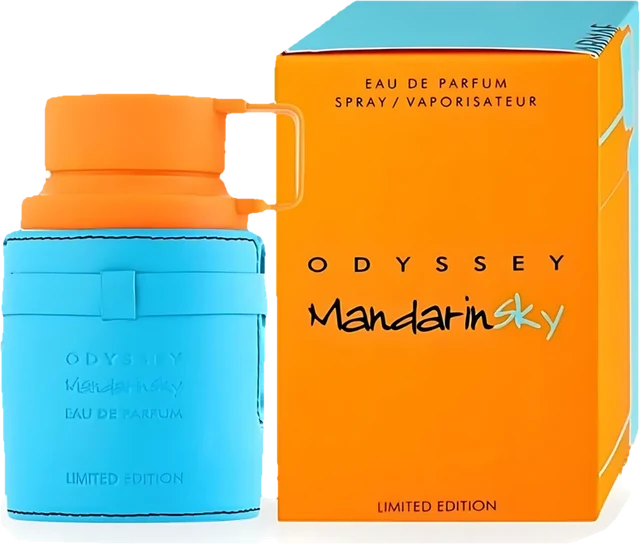 EAU DE PARFUM
SPRAY / VAPORISATEUR
ODYSSEY
MandarinSky
LIMITED EDITION
ODYSSEY
MandarinSky
EAU DE PARFUM
LIMITED EDITION